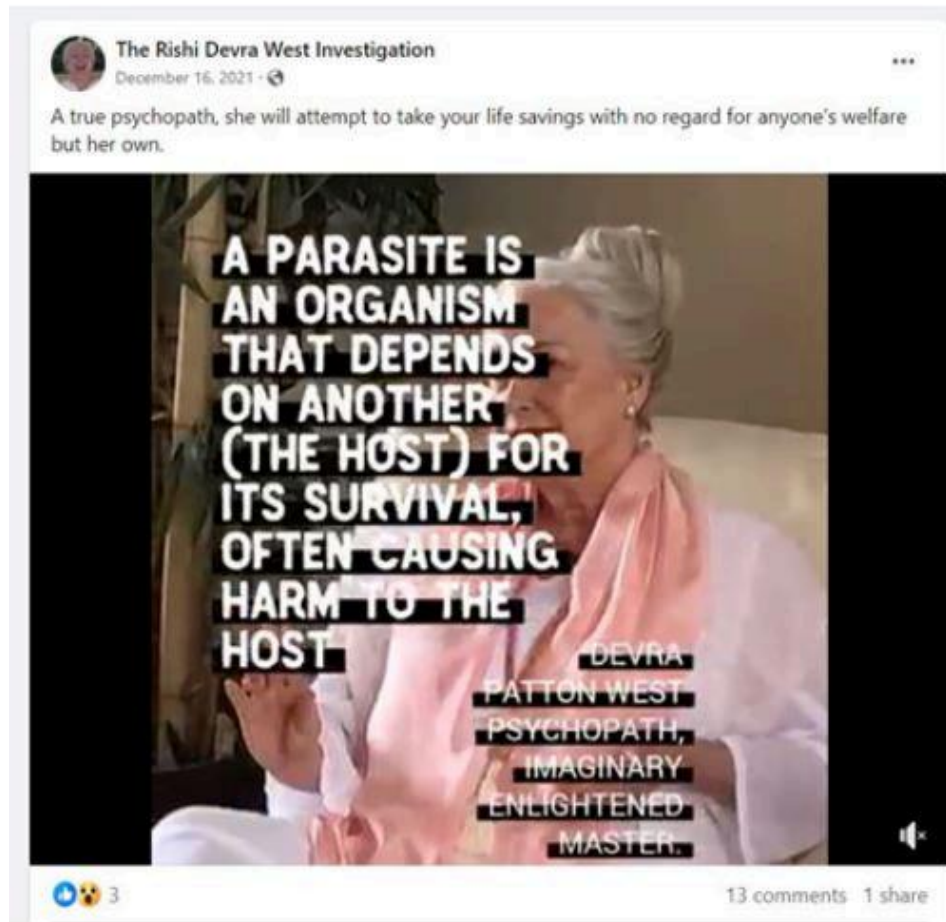 The Rishi Devra West Investigation
December 16, 2021
A true psychopath, she will attempt to take your life savings with no regard for anyone's welfare
but her own.
A PARASITE IS
AN ORGANISM
THAT DEPENDS
ON ANOTHER
(THE HOST) FOR
ITS SURVIVAL,
OFTEN CAUSING
HARM TO THE
HOST
DEVRA
PATTON WEST
PSYCHOPATH,
IMAGINARY
ENLIGHTENED
MASTER.
3
13 comments 1 share